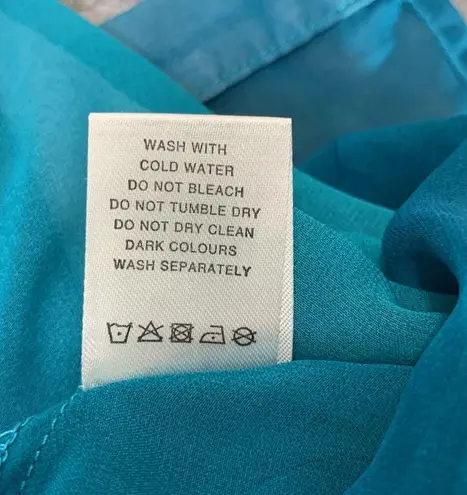 WASH WITH
COLD WATER
DO NOT BLEACH
DO NOT TUMBLE DRY
DO NOT DRY CLEAN
DARK COLOURS
WASH SEPARATELY